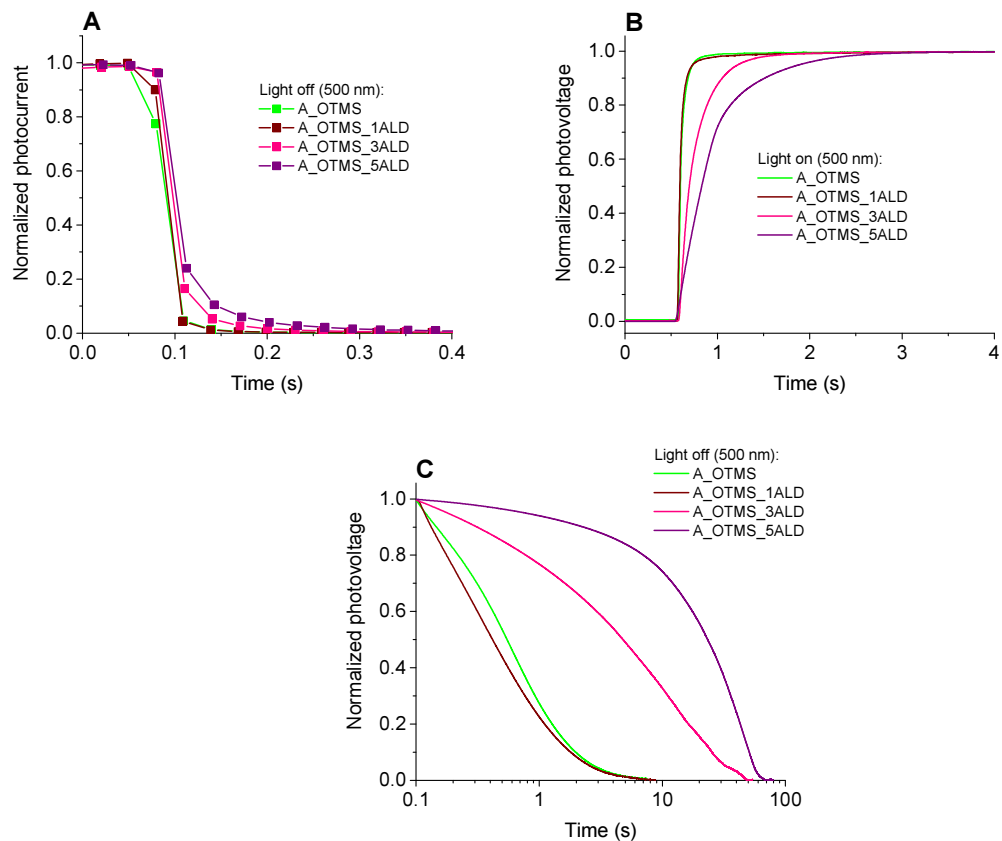 A
Normalized photocurrent
1.0
0.8
0.6
0.4
0.2
0.0
Light off (500 nm):
A_OTMS
A_OTMS_1ALD
A_OTMS_3ALD
A_OTMS_5ALD
0.0 0.1 0.2 0.3 0.4
Time (s)
B
Normalized photovoltage
1.0
0.8
0.6
0.4
0.2
0.0
Light on (500 nm):
A_OTMS
A_OTMS_1ALD
A_OTMS_3ALD
A_OTMS_5ALD
0 1 2 3 4
Time (s)
C
Normalized photovoltage
1.0
0.8
0.6
0.4
0.2
0.0
Light off (500 nm):
A_OTMS
A_OTMS_1ALD
A_OTMS_3ALD
A_OTMS_5ALD
0.1 1 10 100
Time (s)